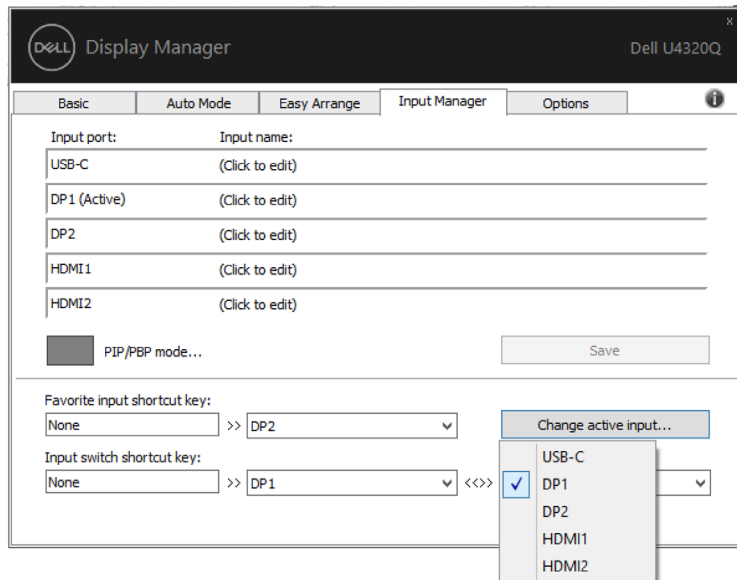 x
DELL Display Manager Dell U4320Q
Basic Auto Mode Easy Arrange Input Manager Options i
Input port: Input name:
USB-C (Click to edit)
DP1 (Active) (Click to edit)
DP2 (Click to edit)
HDMI1 (Click to edit)
HDMI2 (Click to edit)
PIP/PBP mode... Save
Favorite input shortcut key:
None >> DP2 Change active input...
Input switch shortcut key:
None >> DP1 <<>>
USB-C
DP1
DP2
HDMI1
HDMI2